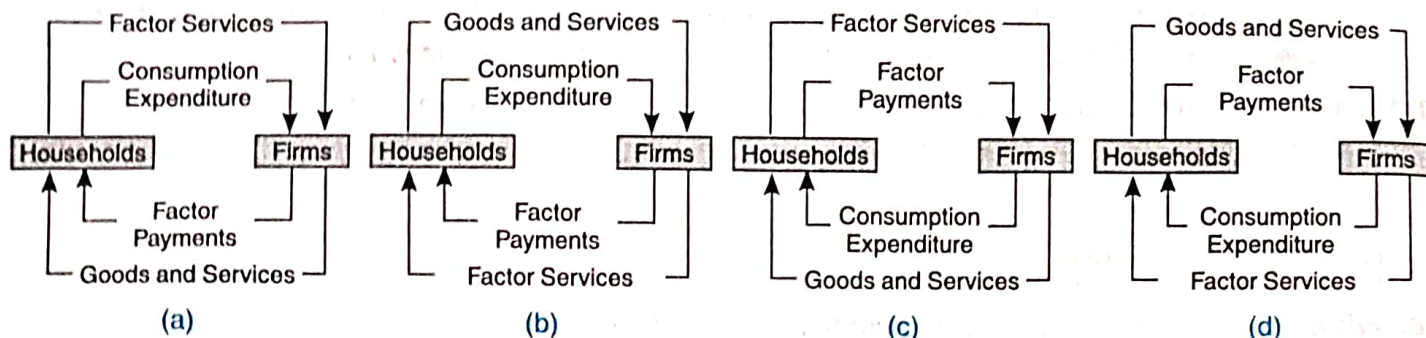 Factor Services
Consumption
Expenditure
Households
Firms
Factor
Payments
Goods and Services
(a)
Goods and Services
Consumption
Expenditure
Households
Firms
Factor
Payments
Factor Services
(b)
Factor Services
Factor
Payments
Households
Firms
Consumption
Expenditure
Goods and Services
(c)
Goods and Services
Factor
Payments
Households
Firms
Consumption
Expenditure
Factor Services
(d)